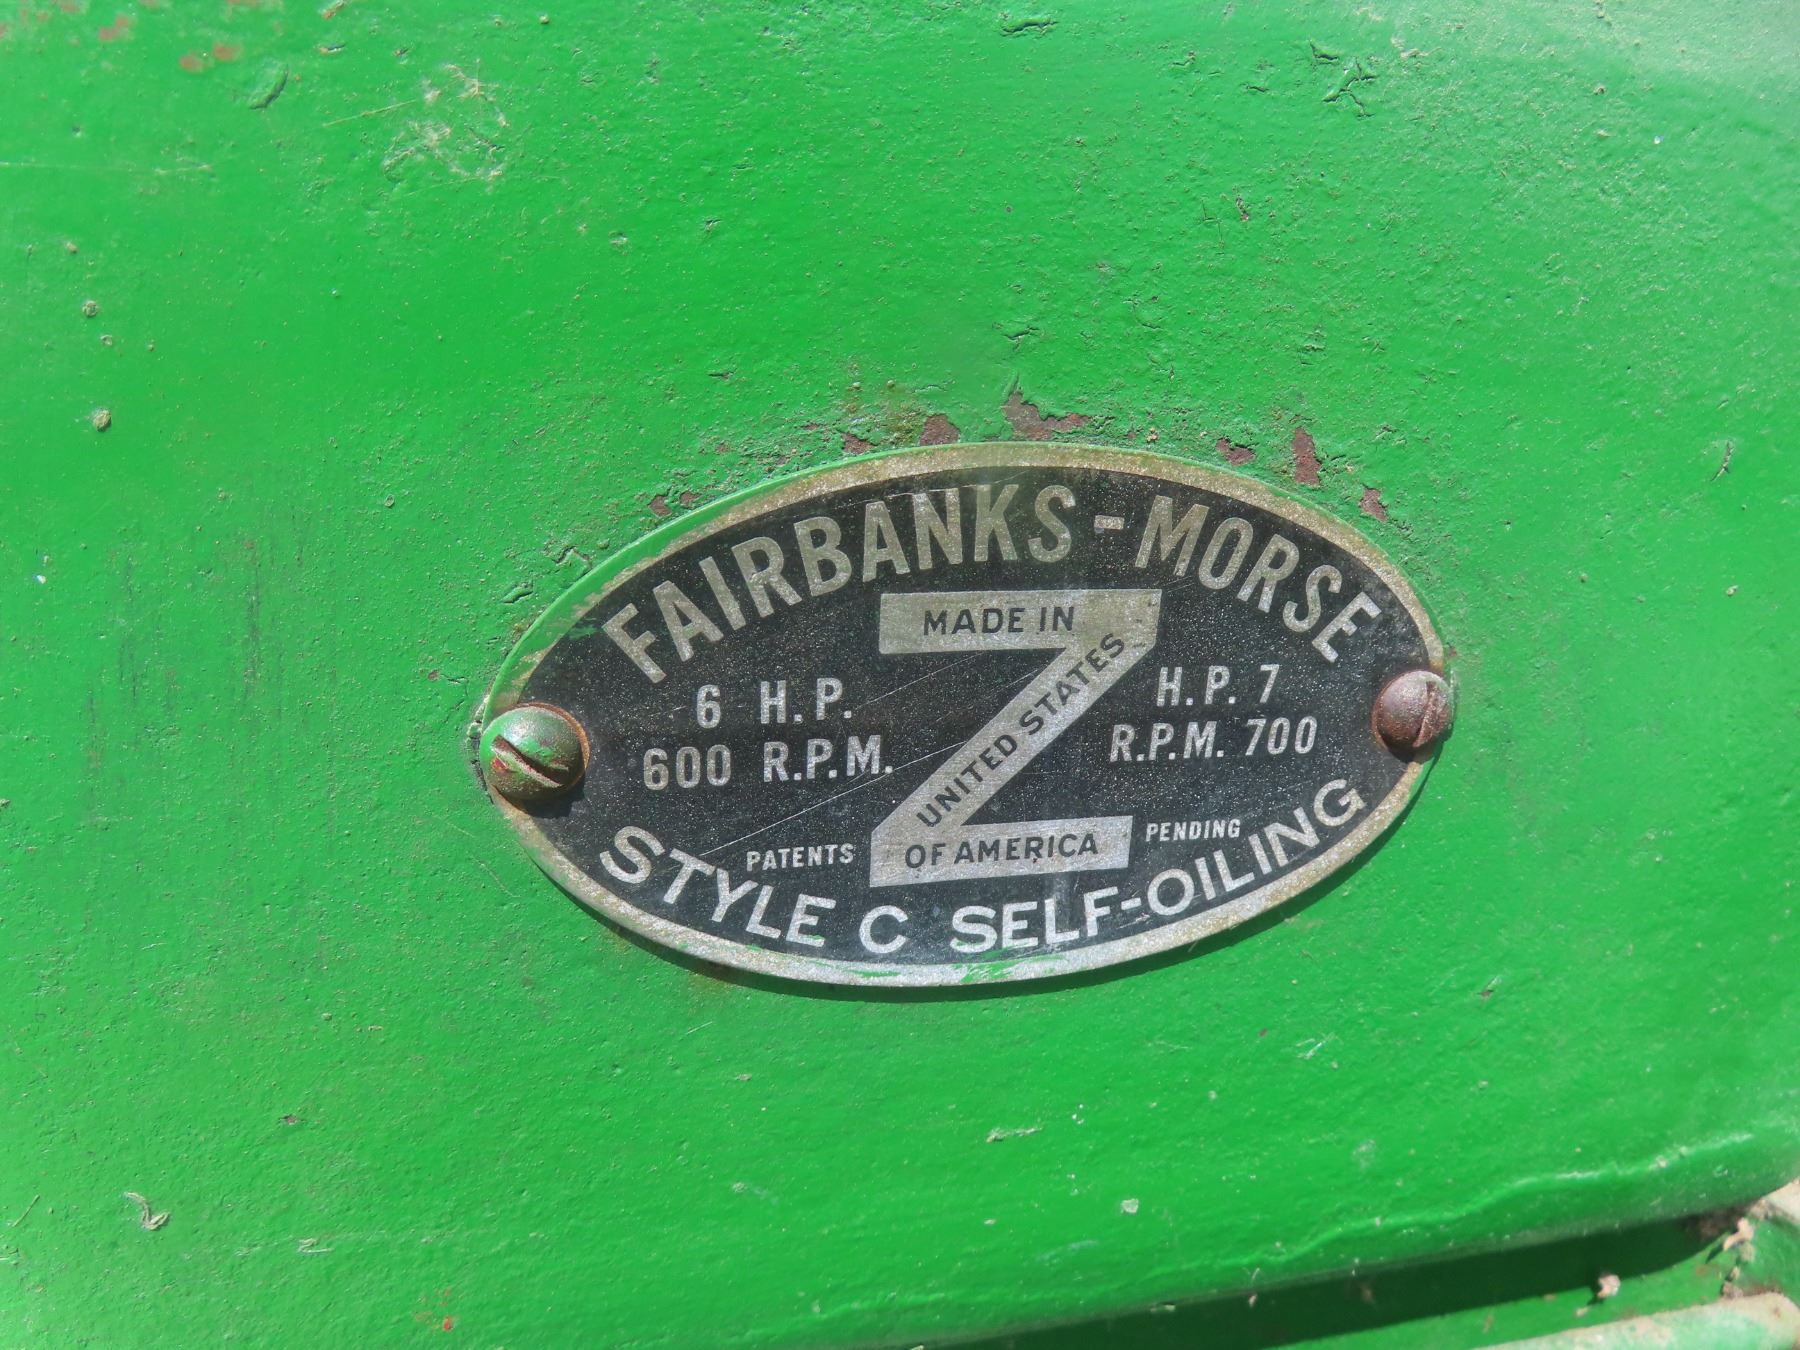 FAIRBANKS-MORSE
Z
MADE IN
UNITED STATES
OF AMERICA
6 H.P.
600 R.P.M.
H.P. 7
R.P.M. 700
PATENTS PENDING
STYLE C SELF-OILING